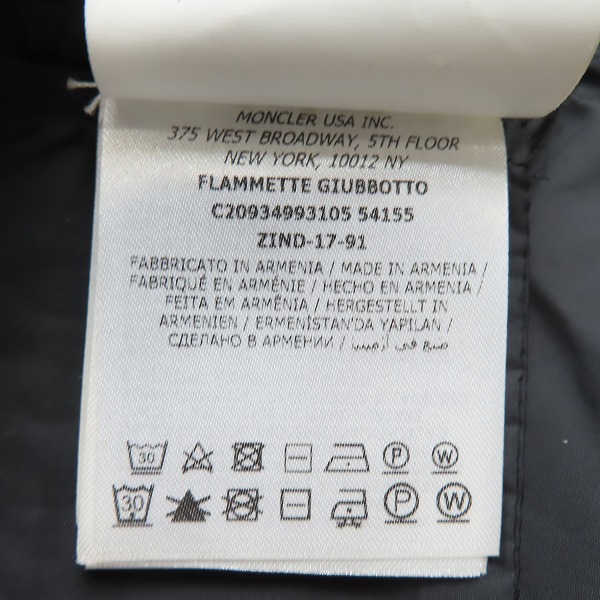 MONCLER USA INC.
375 WEST BROADWAY, 5TH FLOOR
NEW YORK, 10012 NY
FLAMMETTE GIUBBOTTO
C20934993105 54155
ZIND-17-91
FABBRICATO IN ARMENIA / MADE IN ARMENIA /
FABRIQUÉ EN ARMÉNIE / HECHO EN ARMENIA /
FEITA EM ARMÊNIA / HERGESTELLT IN
ARMENIEN / ERMENİSTAN'DA YAPILAN /
СДЕЛАНО В АРМЕНИИ / صنع في أرمينيا
30 P W
30 P W